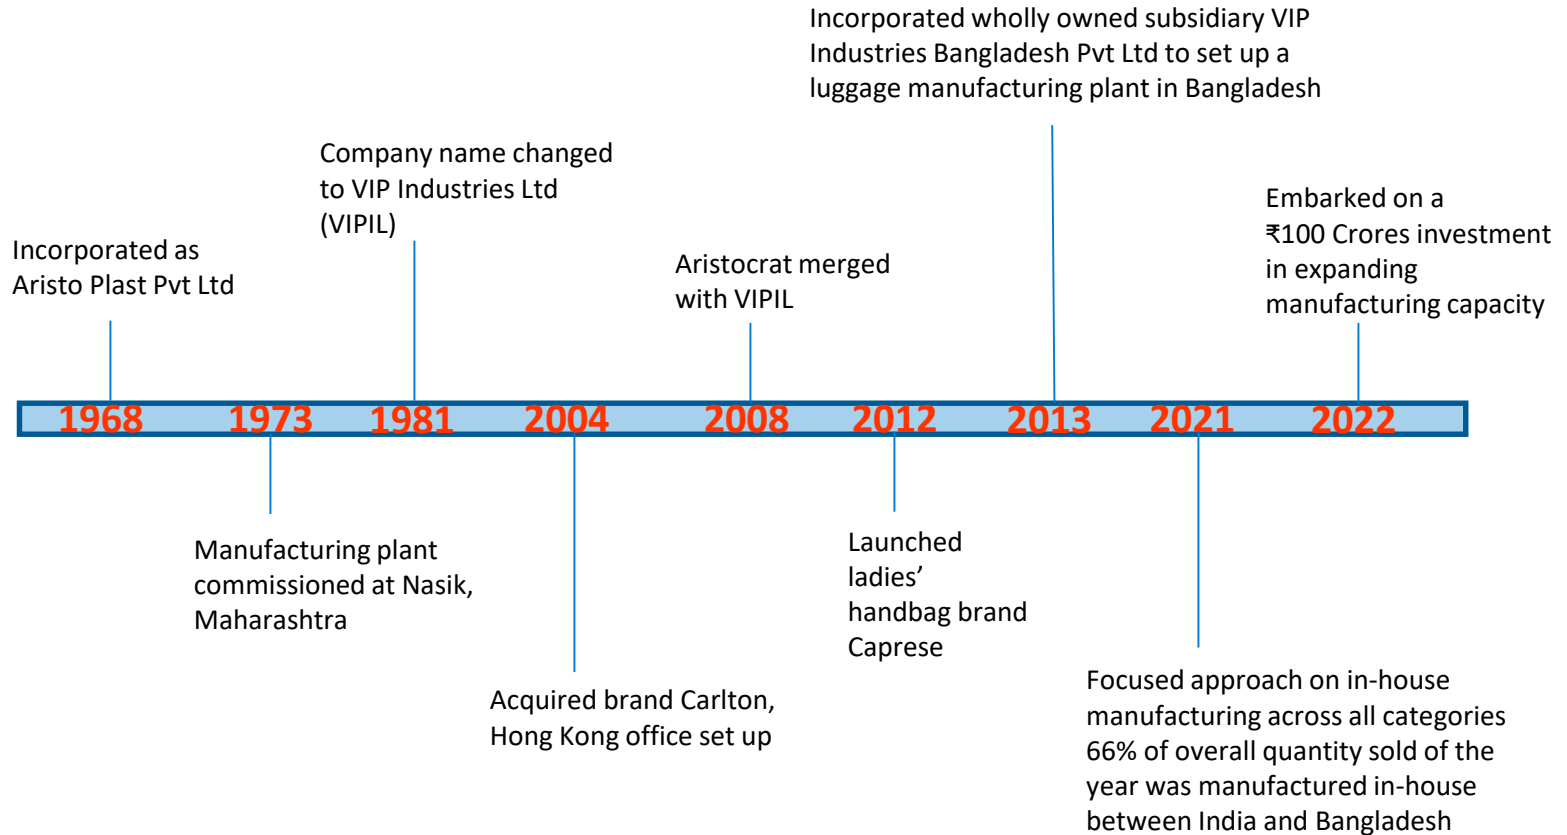 Incorporated wholly owned subsidiary VIP
Industries Bangladesh Pvt Ltd to set up a
luggage manufacturing plant in Bangladesh
Company name changed
to VIP Industries Ltd
(VIPIL)
Embarked on a
₹100 Crores investment
in expanding
manufacturing capacity
Incorporated as
Aristo Plast Pvt Ltd
Aristocrat merged
with VIPIL
1968 1973 1981 2004 2008 2012 2013 2021 2022
Manufacturing plant
commissioned at Nasik,
Maharashtra
Launched
ladies’
handbag brand
Caprese
Acquired brand Carlton,
Hong Kong office set up
Focused approach on in-house
manufacturing across all categories
66% of overall quantity sold of the
year was manufactured in-house
between India and Bangladesh